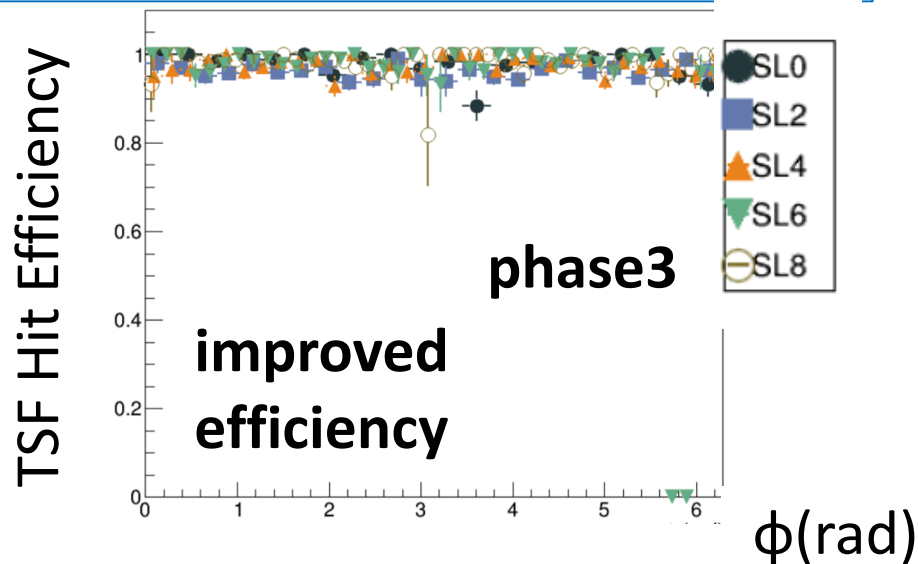 TSF Hit Efficiency
1
0.8
0.6
0.4
0.2
0
0 1 2 3 4 5 6
improved
efficiency
phase3
SL0
SL2
SL4
SL6
SL8
ϕ(rad)